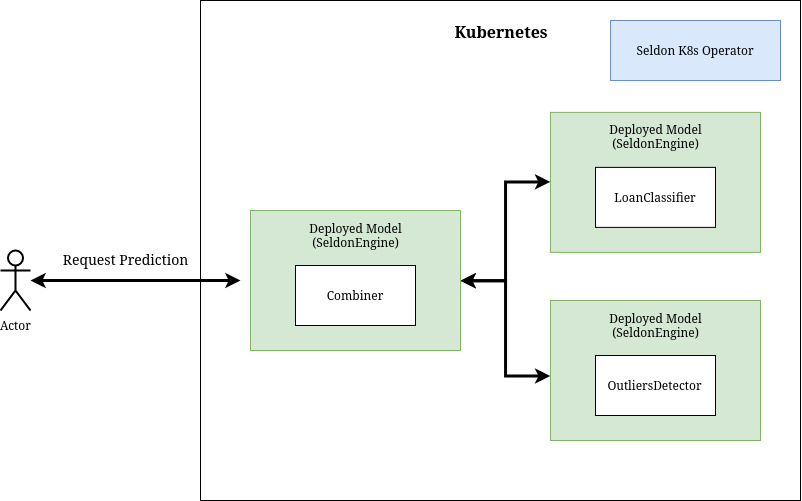 Kubernetes
Seldon K8s Operator
Deployed Model
(SeldonEngine)
LoanClassifier
Deployed Model
(SeldonEngine)
Combiner
Request Prediction
Actor
Deployed Model
(SeldonEngine)
OutliersDetector